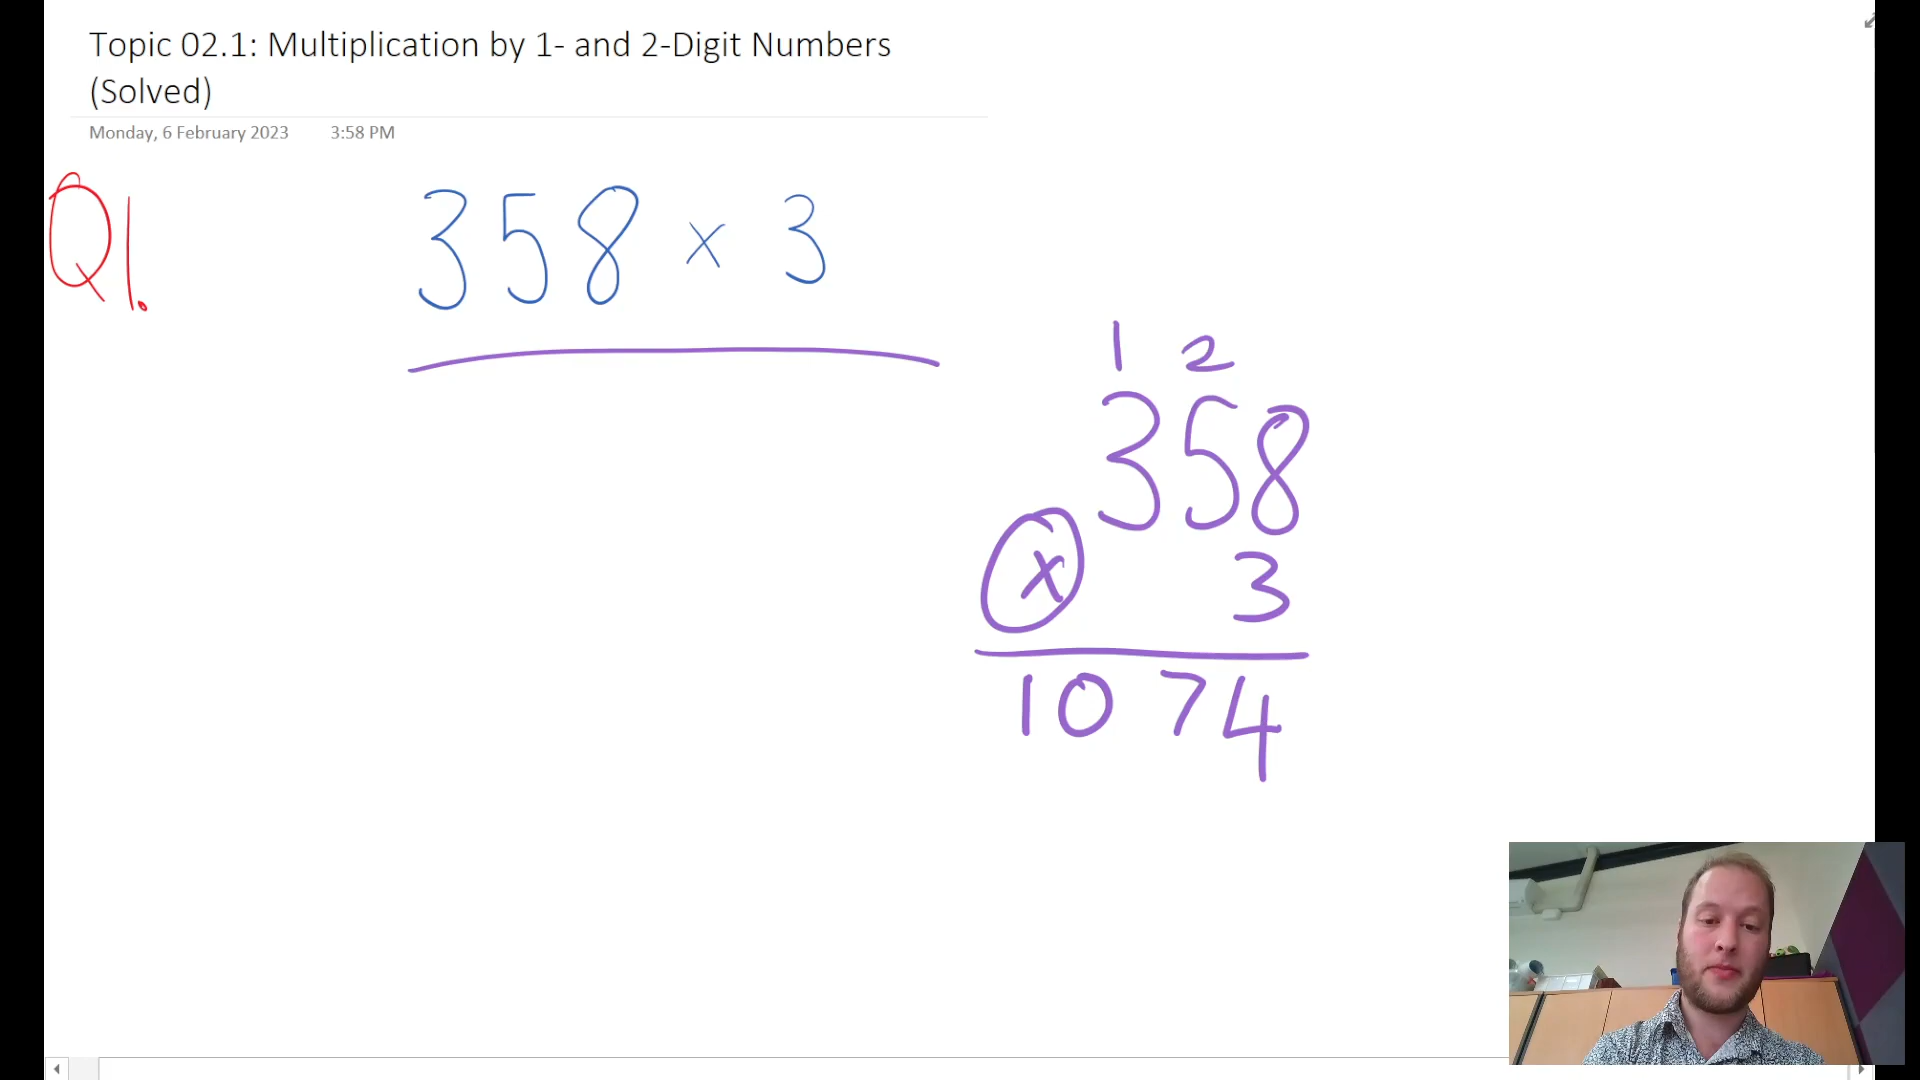 Topic 02.1: Multiplication by 1- and 2-Digit Numbers
(Solved)
Monday, 6 February 2023 3:58 PM
Q1. 358 x 3
1 2
358
x 3
1074